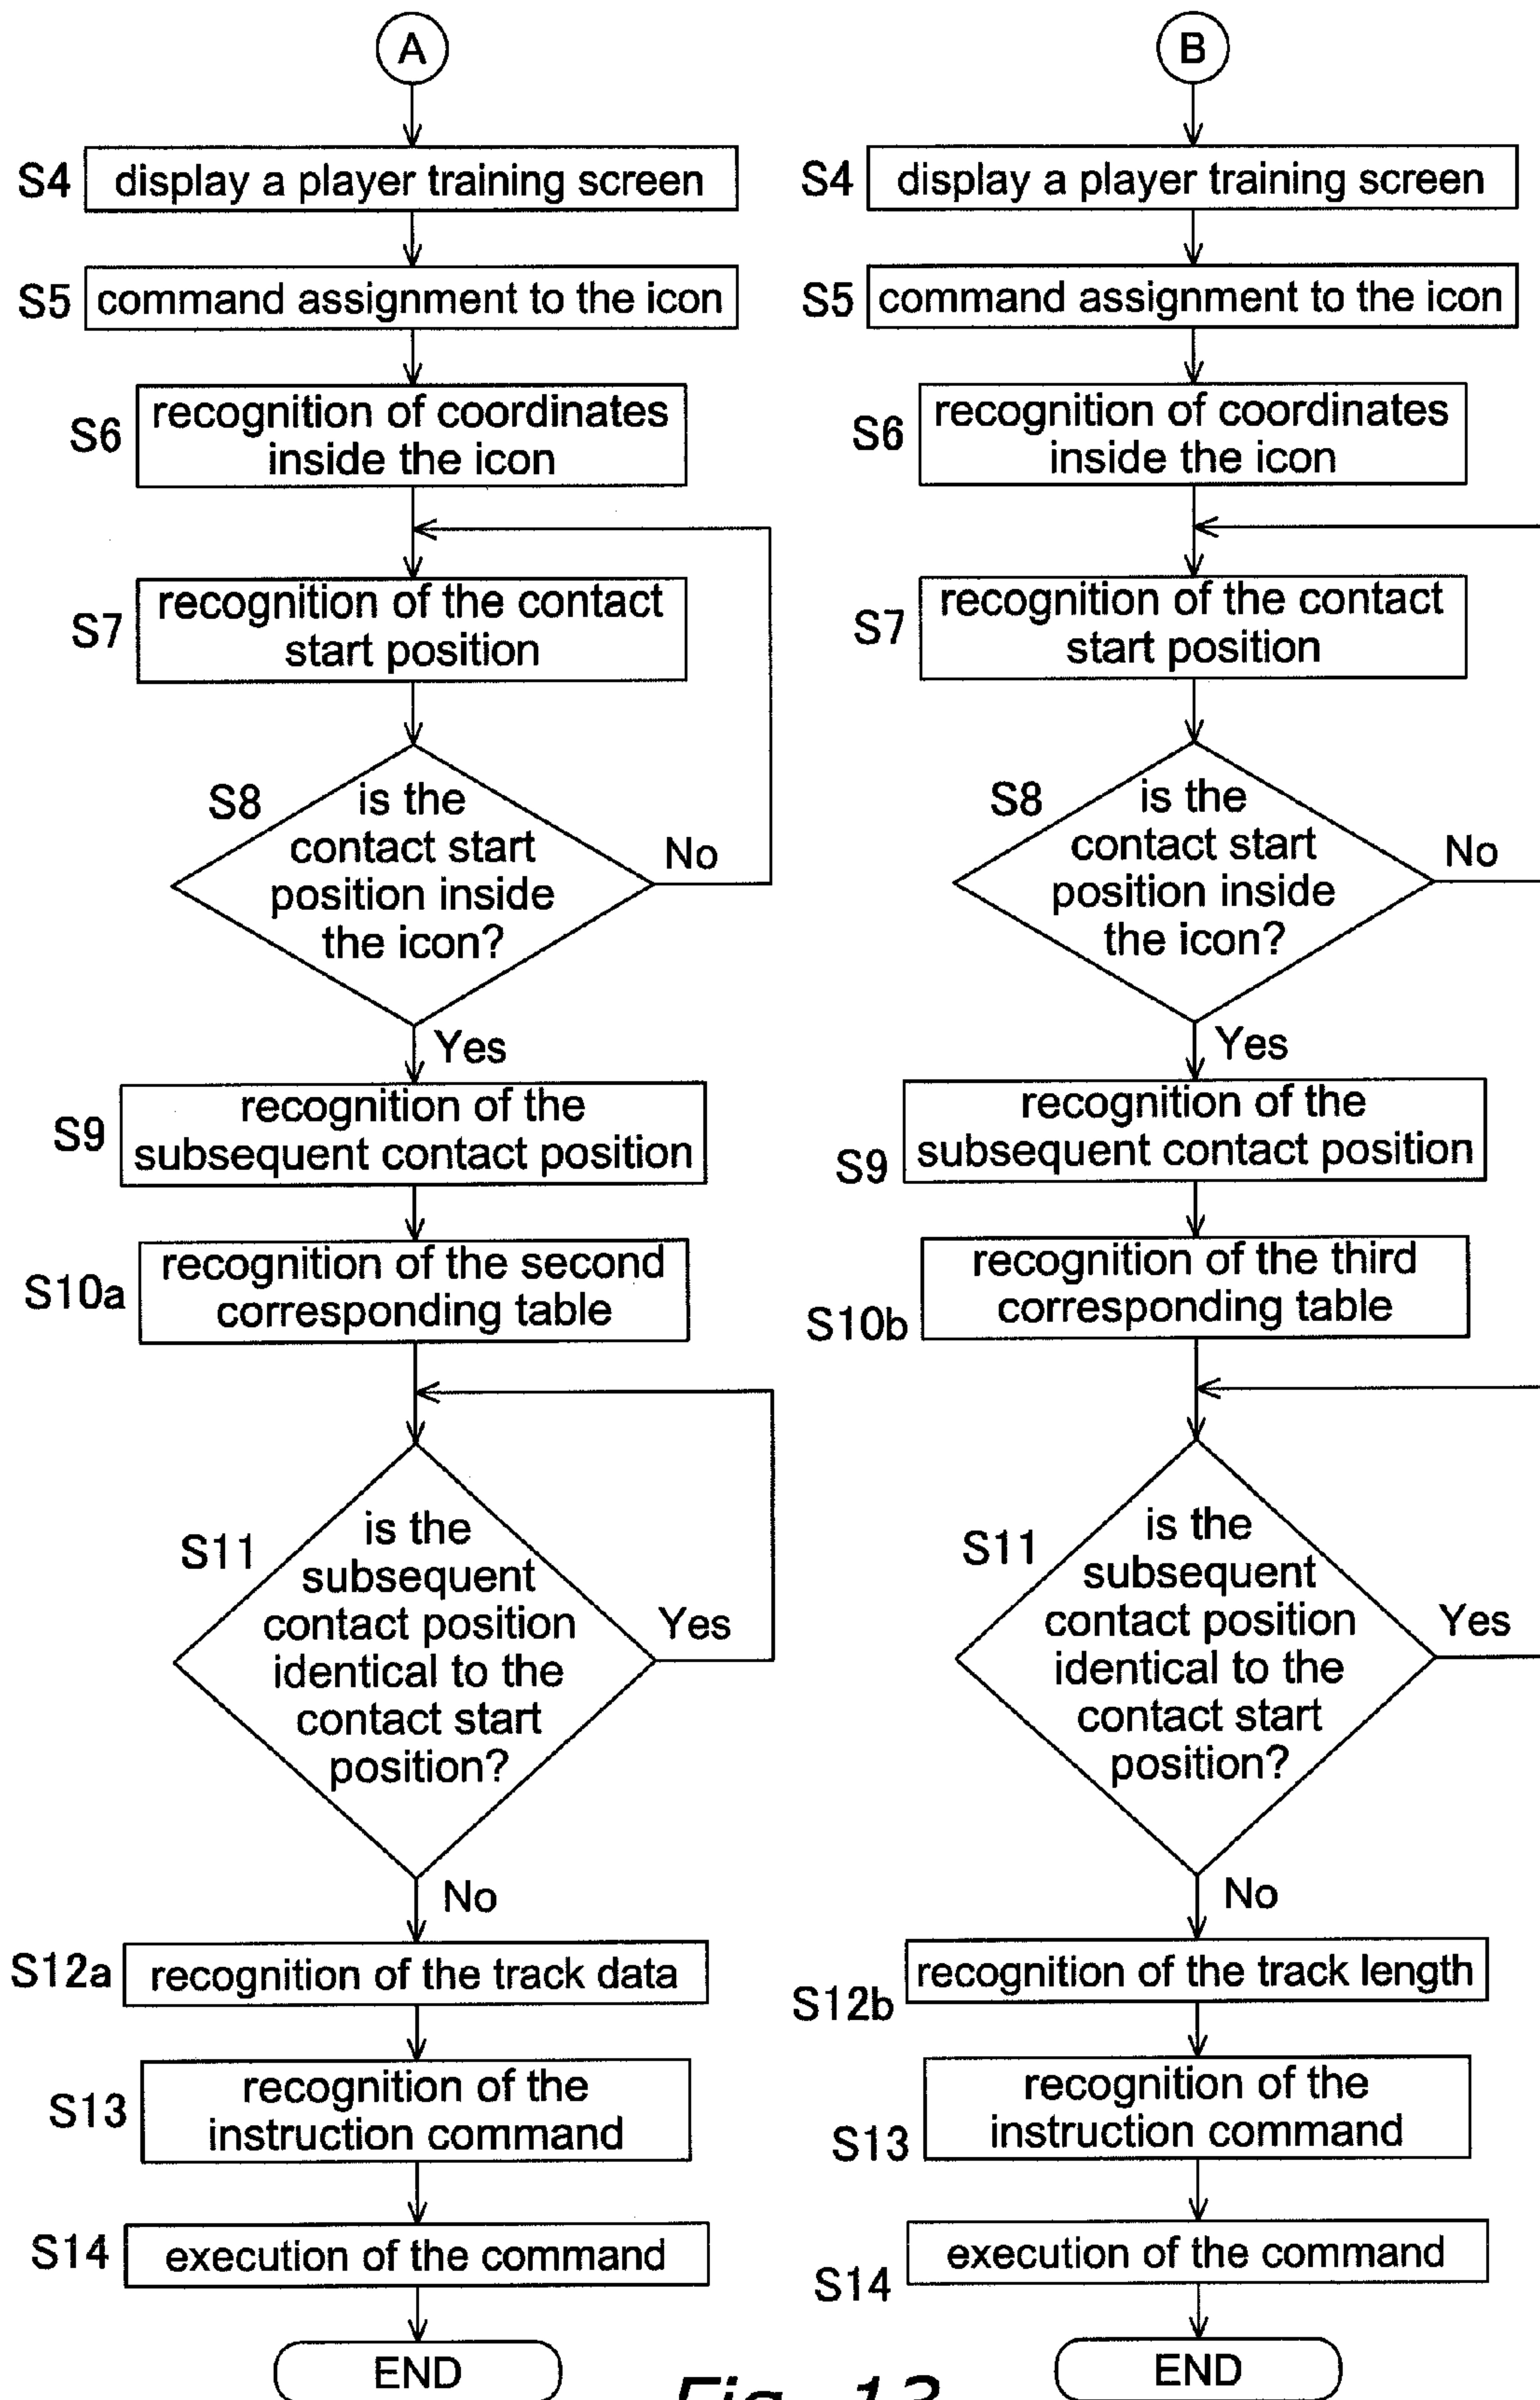 A
S4
display a player training screen
S5
command assignment to the icon
S6
recognition of coordinates
inside the icon
S7
recognition of the contact
start position
S8
is the
contact start
position inside
the icon?
No
Yes
S9
recognition of the
subsequent contact position
S10a
recognition of the second
corresponding table
S11
is the
subsequent
contact position
identical to the
contact start
position?
Yes
No
S12a
recognition of the track data
S13
recognition of the
instruction command
S14
execution of the command
END
B
S4
display a player training screen
S5
command assignment to the icon
S6
recognition of coordinates
inside the icon
S7
recognition of the contact
start position
S8
is the
contact start
position inside
the icon?
No
Yes
S9
recognition of the
subsequent contact position
S10b
recognition of the third
corresponding table
S11
is the
subsequent
contact position
identical to the
contact start
position?
Yes
No
S12b
recognition of the track length
S13
recognition of the
instruction command
S14
execution of the command
END
Fig. 13